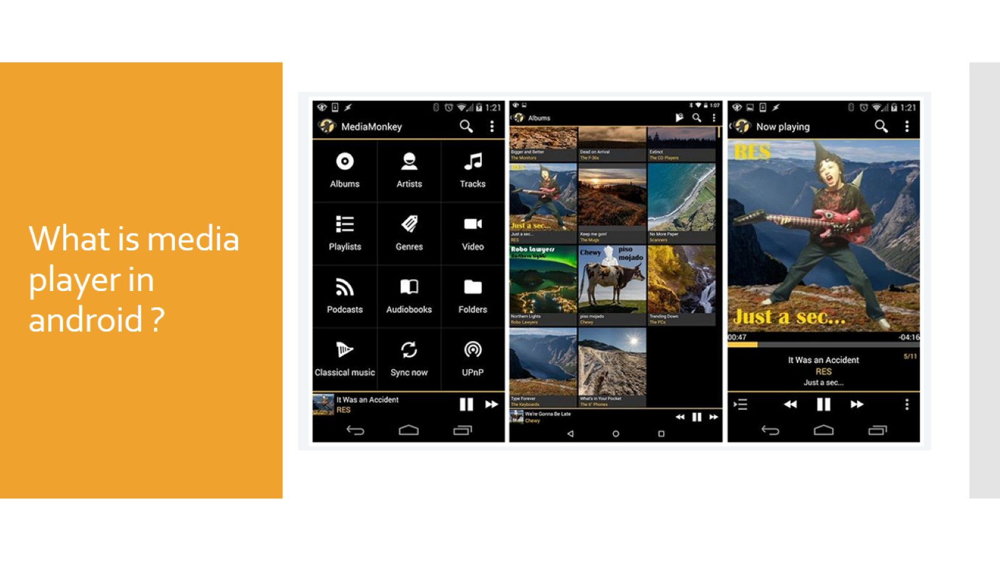 What is media
player in
android ?
1:21
MediaMonkey
Albums
Artists
Tracks
Playlists
Genres
Video
Podcasts
Audiobooks
Folders
Classical music
Sync now
UPnP
It Was an Accident
RES
1:07
Albums
Bigger and Better
The Monitors
Dead on Arrival
The F-36s
Extinct
The CD Players
RES
Just a sec...
Just a sec...
RES
Keep me goin'
The Mugs
No More Paper
Scanners
Robo Lawyers
Northern Lights
Northern Lights
Robo Lawyers
Chewy
piso
mojado
piso mojado
Chewy
Trending Down
The PCs
Type Forever
The Keyboards
What's in Your Pocket
The 6" Phones
We're Gonna Be Late
Chewy
1:21
Now playing
RES
Just a sec...
00:47
-04:16
5/11
It Was an Accident
RES
Just a sec...